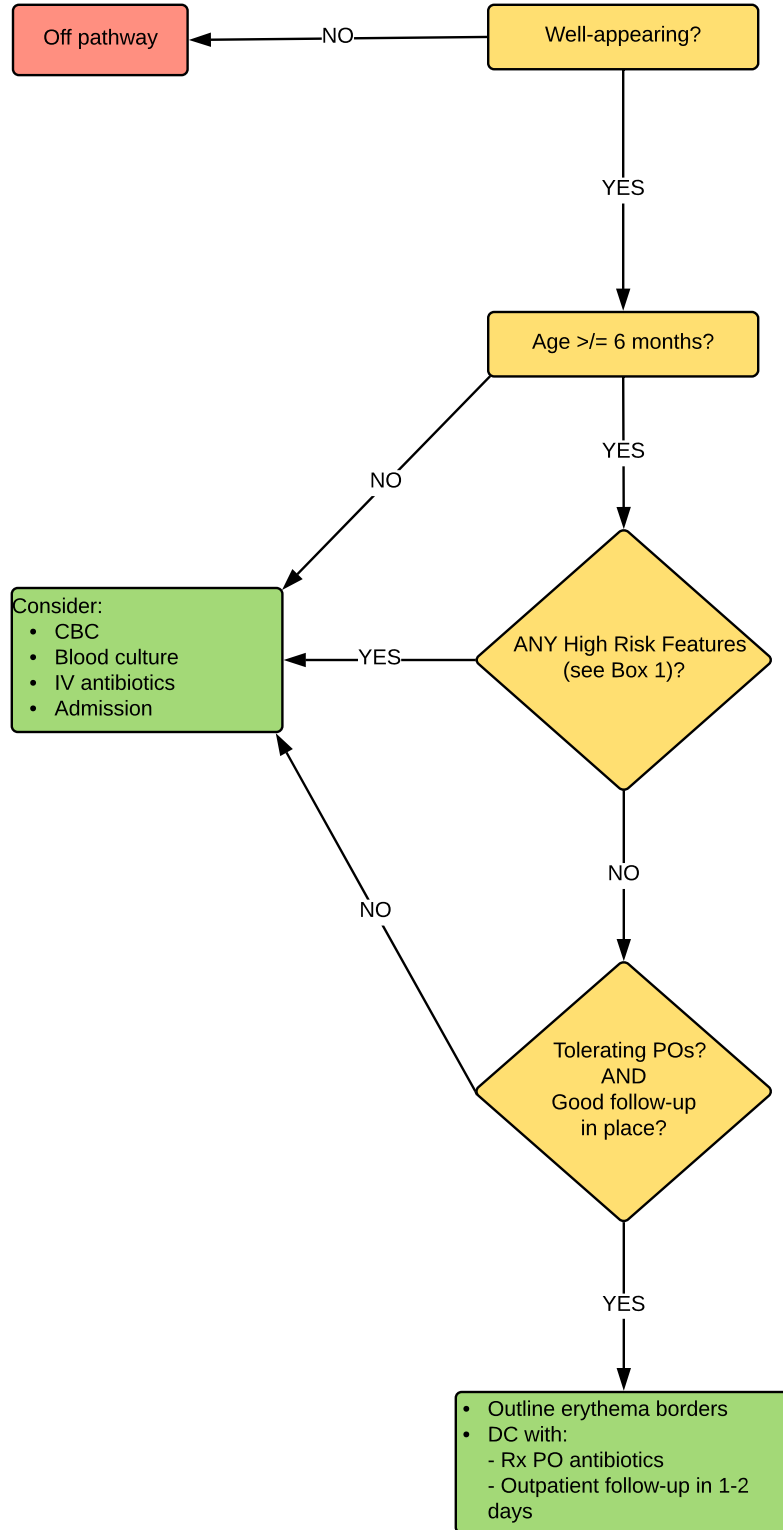 Off pathway
NO
Well-appearing?
YES
Age >/= 6 months?
NO
YES
Consider:
• CBC
• Blood culture
• IV antibiotics
• Admission
YES
ANY High Risk Features
(see Box 1)?
NO
NO
Tolerating POs?
AND
Good follow-up
in place?
YES
• Outline erythema borders
• DC with:
- Rx PO antibiotics
- Outpatient follow-up in 1-2
days